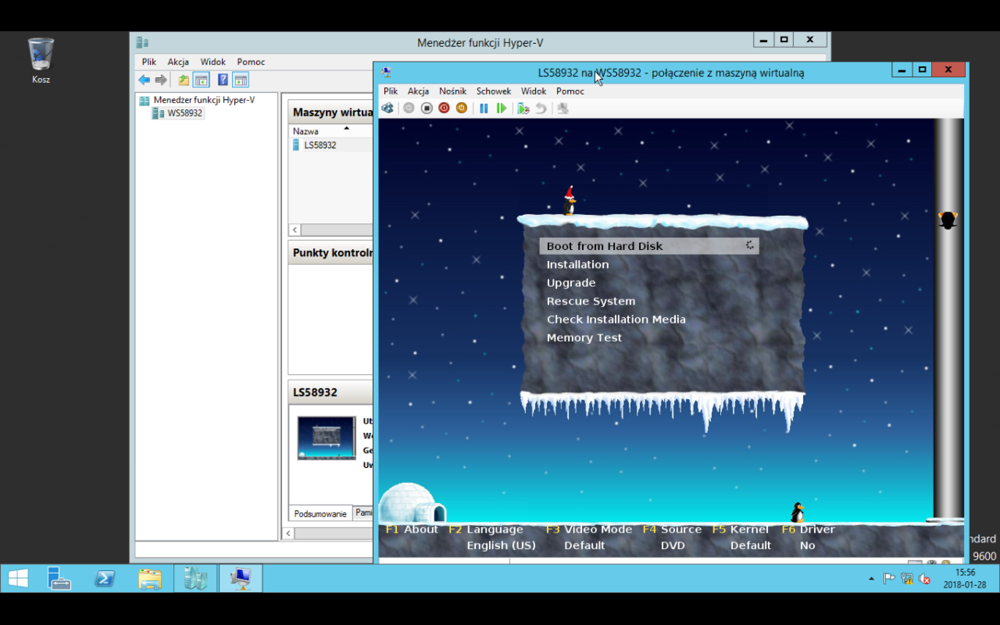 Kosz
Menedżer funkcji Hyper-V
Plik Akcja Widok Pomoc
Menedżer funkcji Hyper-V
WS58932
Maszyny wirtua
Nazwa
LS58932
Punkty kontroln
LS58932
Ut
We
Ge
Uw
Podsumowanie Pami
LS58932 na WS58932 - połączenie z maszyną wirtualną
Plik Akcja Nośnik Schowek Widok Pomoc
Boot from Hard Disk
Installation
Upgrade
Rescue System
Check Installation Media
Memory Test
F1 About F2 Language F3 Video Mode F4 Source F5 Kernel F6 Driver
English (US) Default DVD Default No
ndard
9600
15:56
2018-01-28